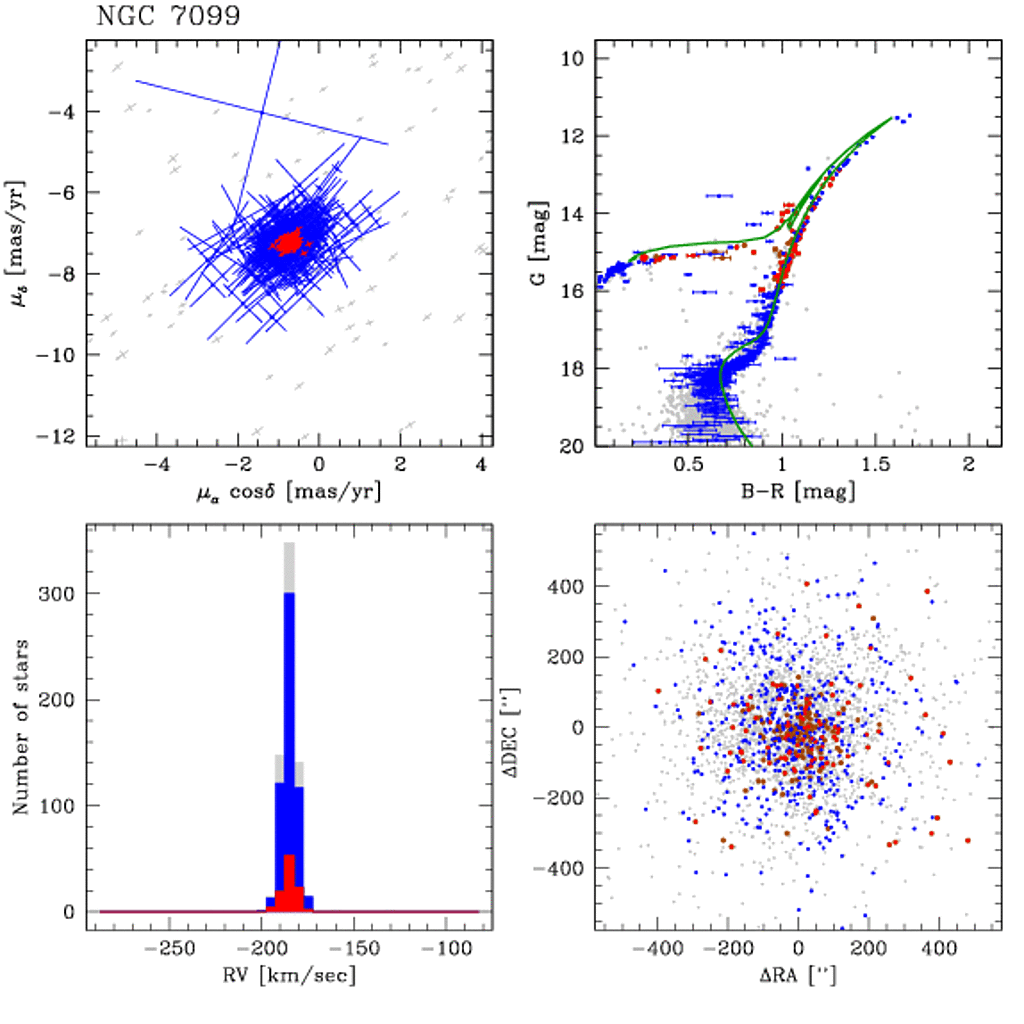 NGC 7099
−4
−6
−8
−10
−12
μδ [mas/yr]
−4 −2 0 2 4
μα cosδ [mas/yr]
10
12
14
16
18
20
G [mag]
0.5 1 1.5 2
B−R [mag]
300
200
100
0
Number of stars
−250 −200 −150 −100
RV [km/sec]
400
200
0
−200
−400
ΔDEC [″]
−400 −200 0 200 400
ΔRA [″]